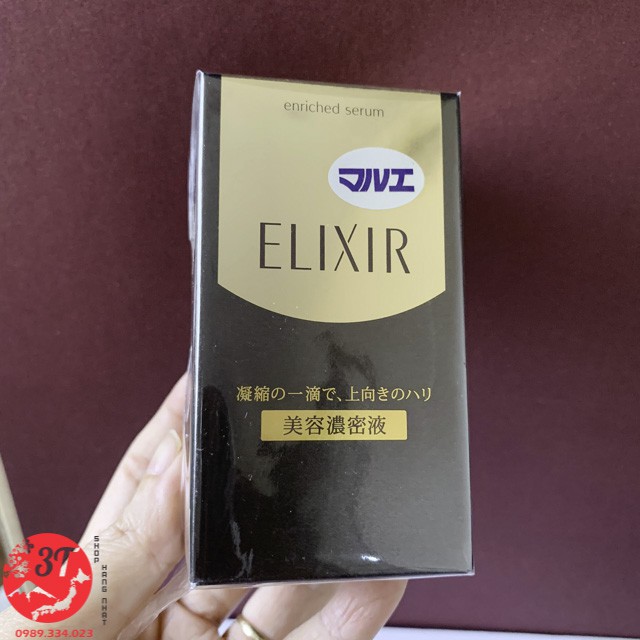 enriched serum
マルエ
ELIXIR
凝縮の一滴で、上向きのハリ
美容濃密液
3T
SHOP HANG NHAT
0989.334.023